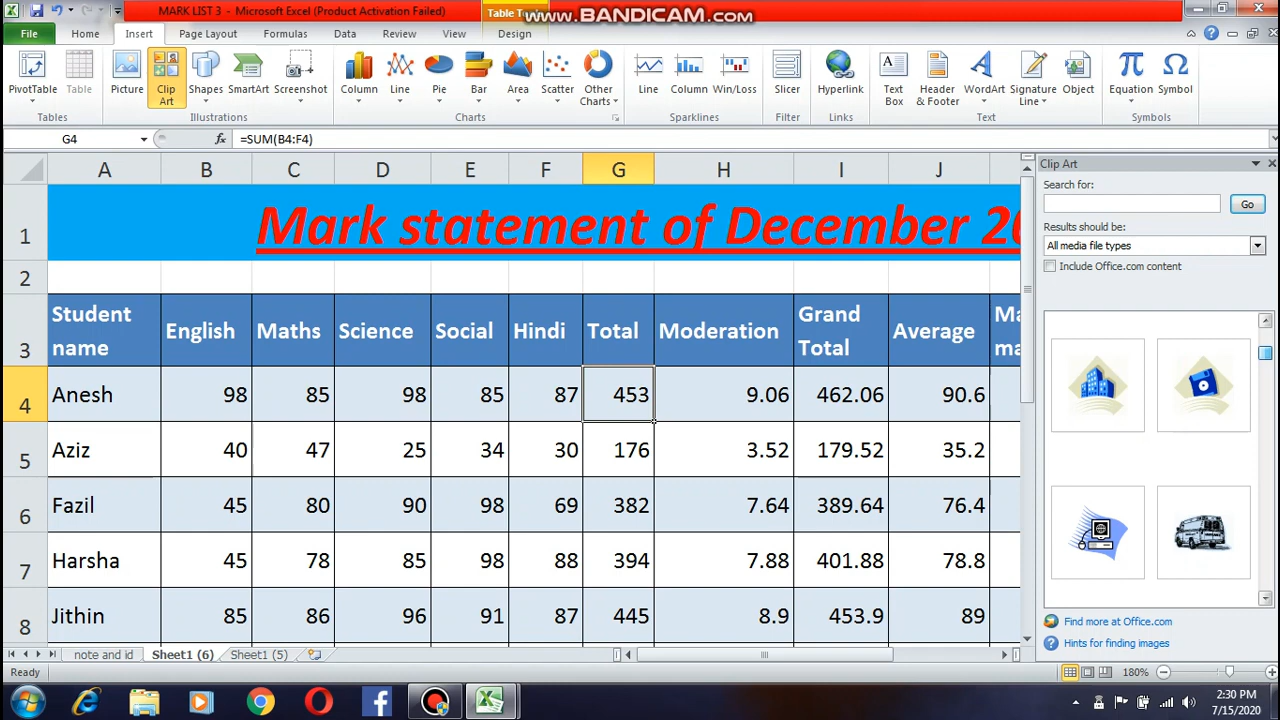 MARK LIST 3 - Microsoft Excel (Product Activation Failed)
www.BANDICAM.com
File Home Insert Page Layout Formulas Data Review View Design
PivotTable Table Picture Clip Art Shapes SmartArt Screenshot Column Line Pie Bar Area Scatter Other Charts Line Column Win/Loss Slicer Hyperlink Text Box Header & Footer WordArt Signature Line Object Equation Symbol
Tables Illustrations Charts Sparklines Filter Links Text Symbols
G4 fx =SUM(B4:F4)
A B C D E F G H I J
1 Mark statement of December
2
3 Student name English Maths Science Social Hindi Total Moderation Grand Total Average
4 Anesh 98 85 98 85 87 453 9.06 462.06 90.6
5 Aziz 40 47 25 34 30 176 3.52 179.52 35.2
6 Fazil 45 80 90 98 69 382 7.64 389.64 76.4
7 Harsha 45 78 85 98 88 394 7.88 401.88 78.8
8 Jithin 85 86 96 91 87 445 8.9 453.9 89
Clip Art
Search for:
Go
Results should be:
All media file types
Include Office.com content
Find more at Office.com
Hints for finding images
note and id Sheet1 (6) Sheet1 (5)
Ready 180%
2:30 PM
7/15/2020